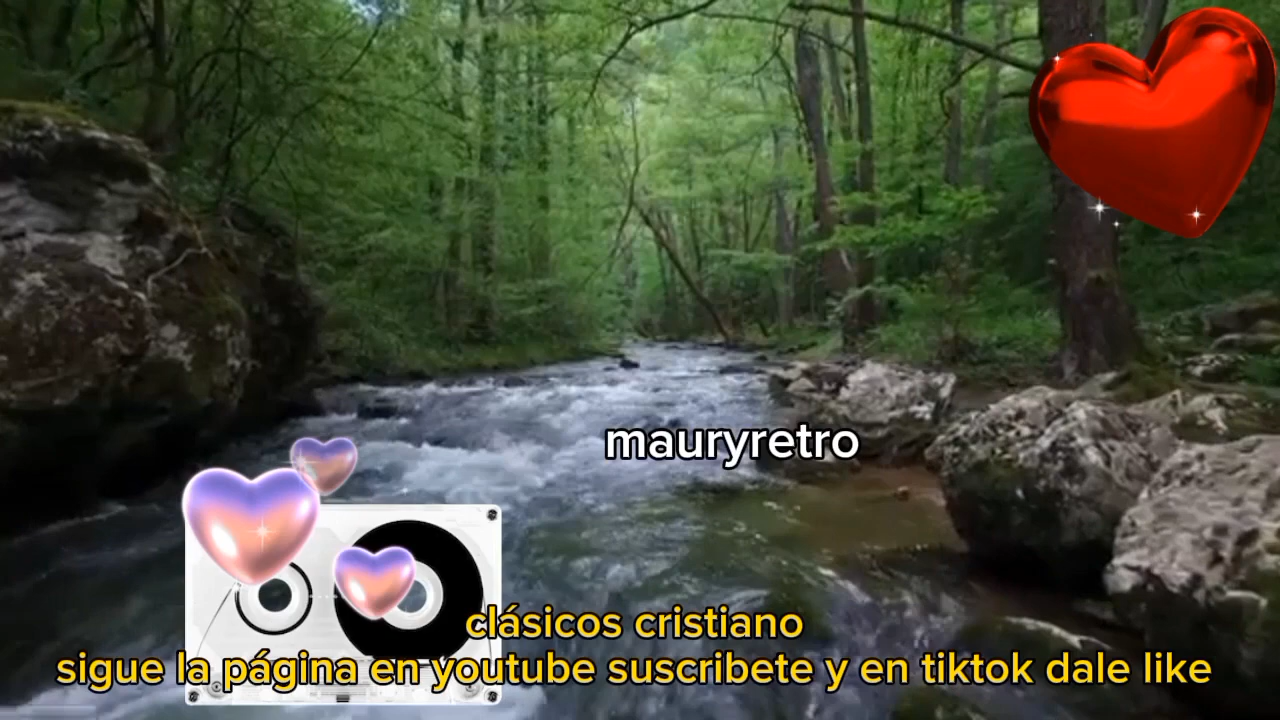 mauryretro
clásicos cristiano
sigue la página en youtube suscribete y en tiktok dale like